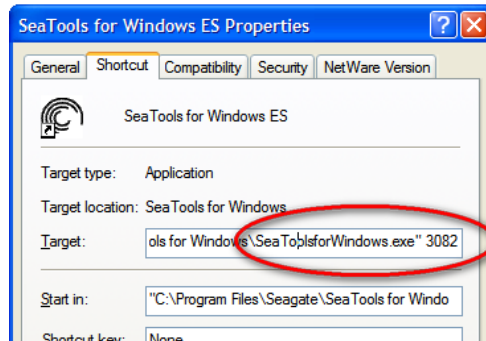 SeaTools for Windows ES Properties
General Shortcut Compatibility Security NetWare Version
SeaTools for Windows ES
Target type: Application
Target location: SeaTools for Windows
Target: ols for Windows\SeaToolsforWindows.exe" 3082
Start in: "C:\Program Files\Seagate\SeaTools for Windo
Shortcut key: None